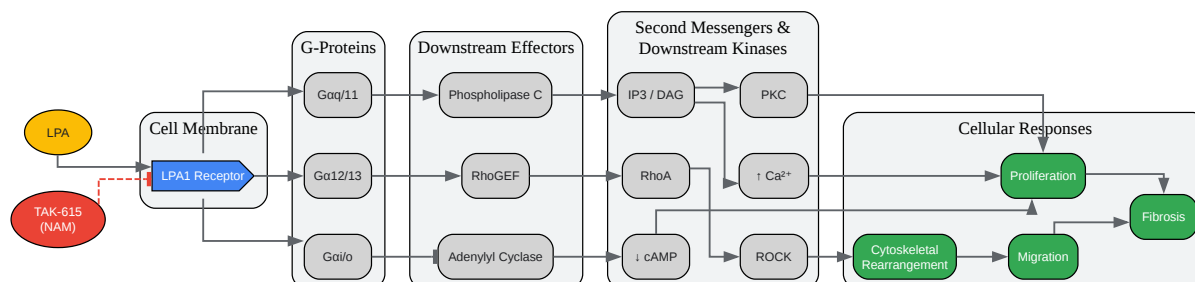 Second Messengers &
Downstream Kinases
G-Proteins
Downstream Effectors
Gαq/11
Phospholipase C
IP3 / DAG
PKC
LPA
Cell Membrane
Cellular Responses
LPA1 Receptor
Gα12/13
RhoGEF
RhoA
↑ Ca²⁺
Proliferation
TAK-615
(NAM)
Fibrosis
Gαi/o
Adenylyl Cyclase
↓ cAMP
ROCK
Cytoskeletal
Rearrangement
Migration